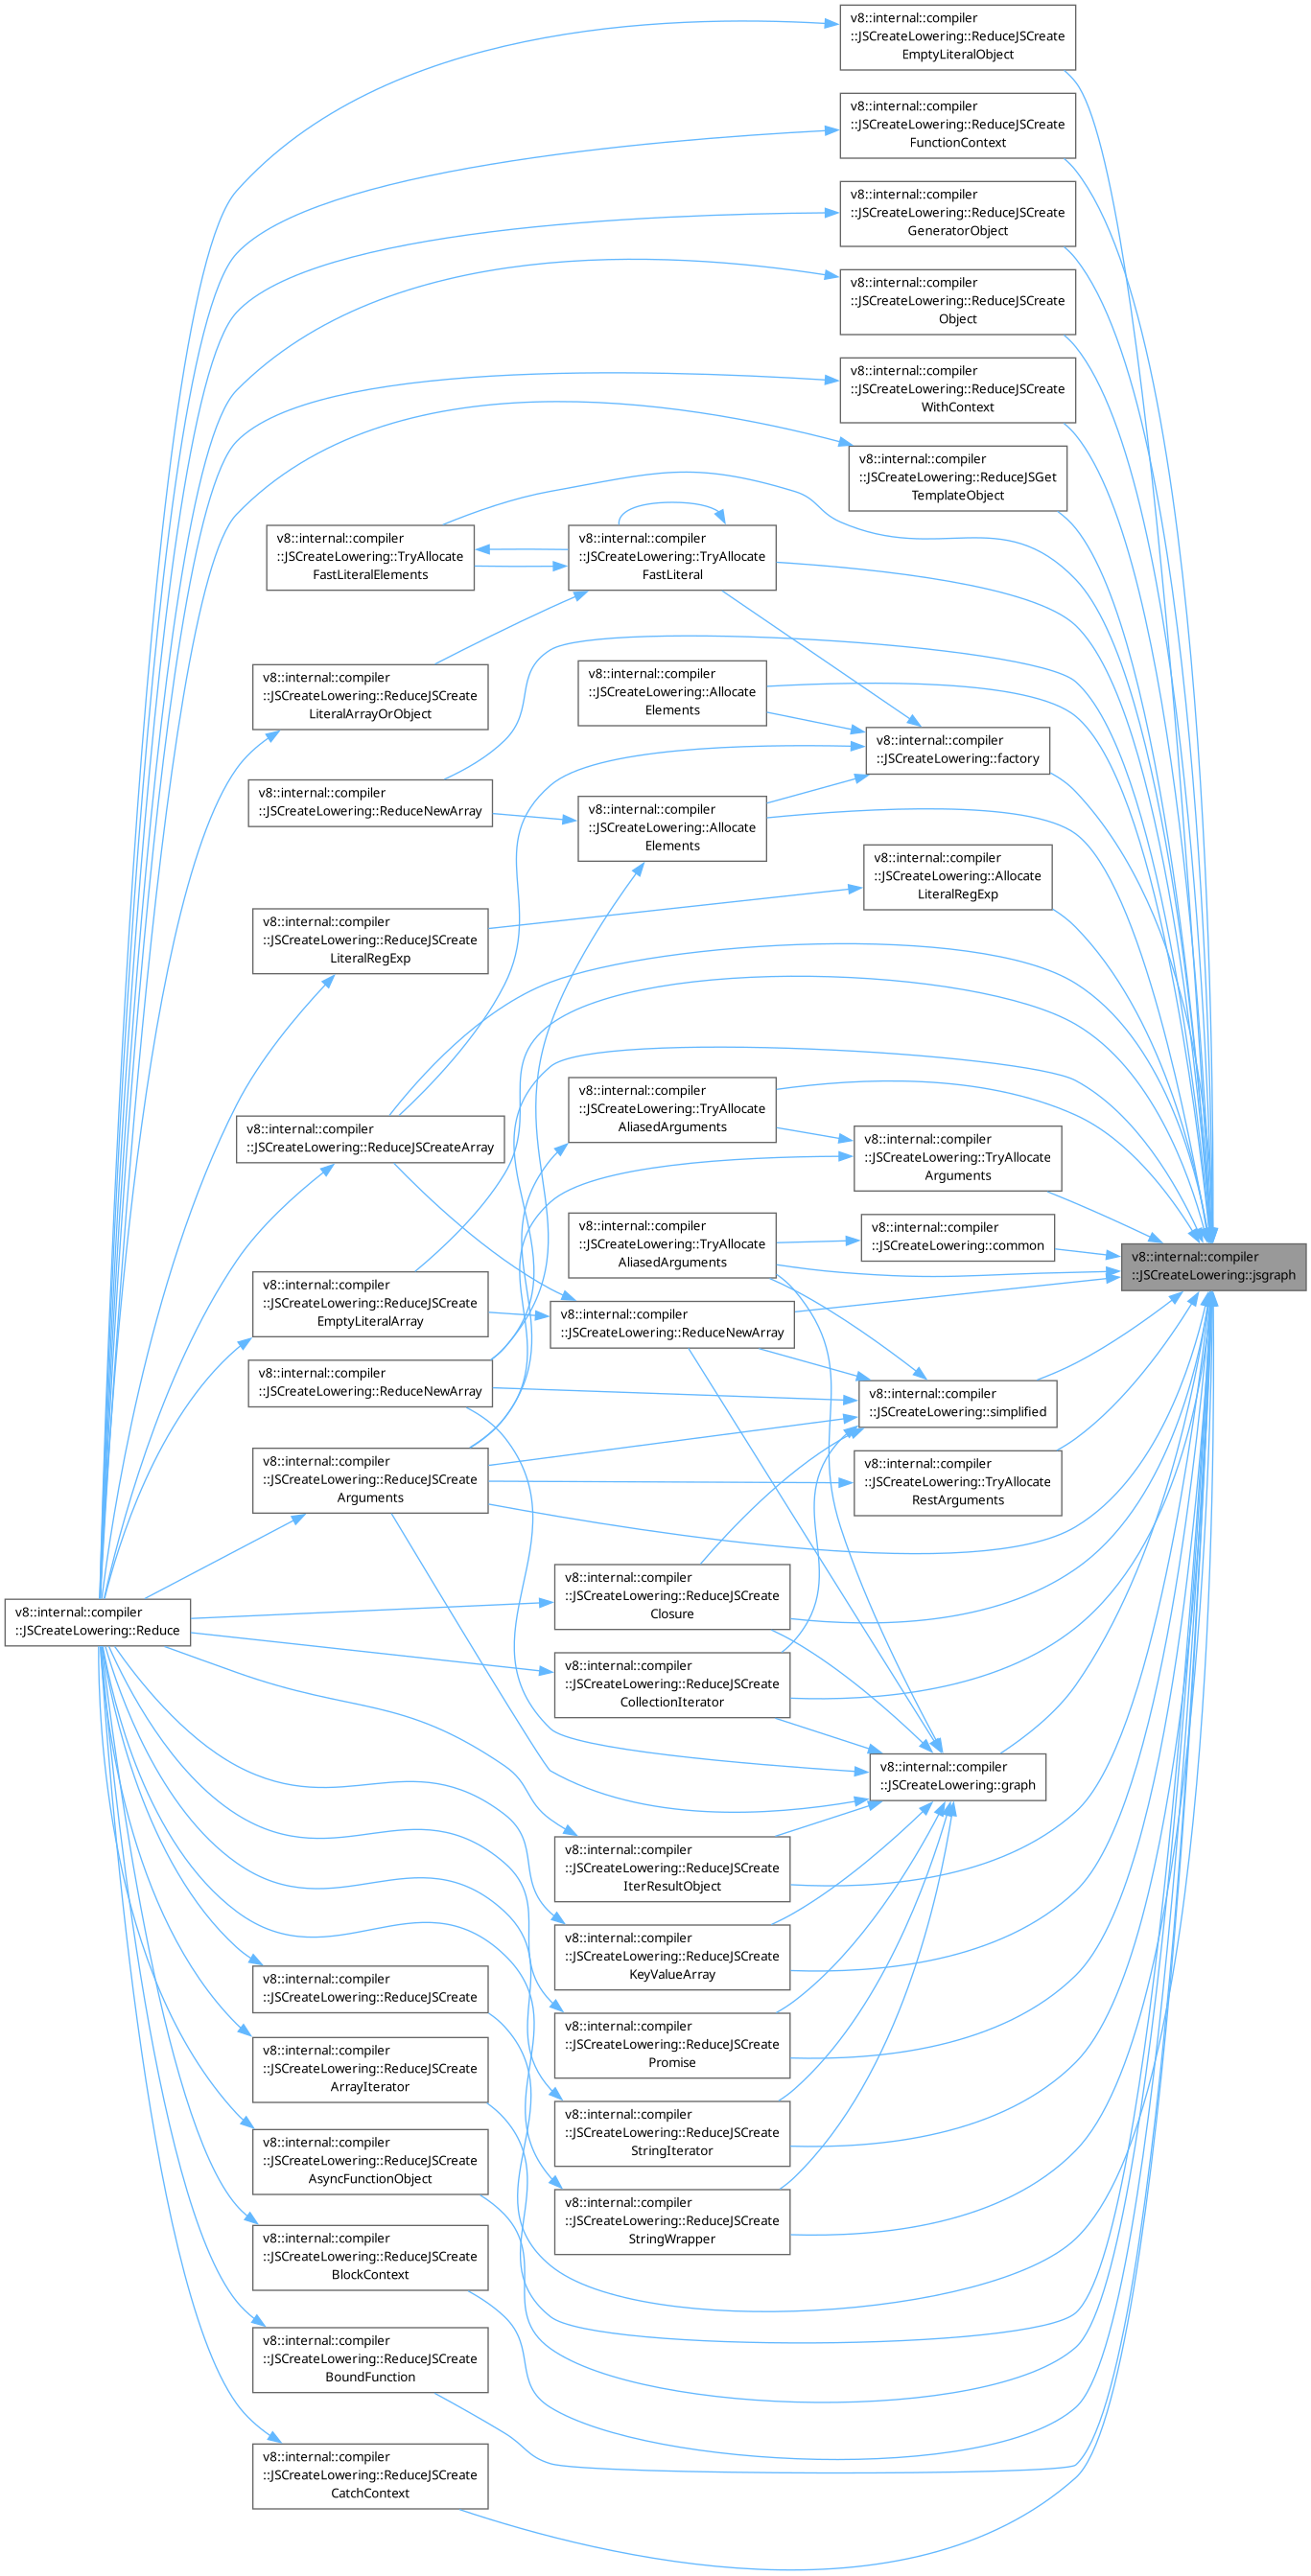 v8::internal::compiler
::JSCreateLowering::ReduceJSCreate
EmptyLiteralObject
v8::internal::compiler
::JSCreateLowering::ReduceJSCreate
FunctionContext
v8::internal::compiler
::JSCreateLowering::ReduceJSCreate
GeneratorObject
v8::internal::compiler
::JSCreateLowering::ReduceJSCreate
Object
v8::internal::compiler
::JSCreateLowering::ReduceJSCreate
WithContext
v8::internal::compiler
::JSCreateLowering::ReduceJSGet
TemplateObject
v8::internal::compiler
::JSCreateLowering::TryAllocate
FastLiteralElements
v8::internal::compiler
::JSCreateLowering::TryAllocate
FastLiteral
v8::internal::compiler
::JSCreateLowering::ReduceJSCreate
LiteralArrayOrObject
v8::internal::compiler
::JSCreateLowering::Allocate
Elements
v8::internal::compiler
::JSCreateLowering::factory
v8::internal::compiler
::JSCreateLowering::ReduceNewArray
v8::internal::compiler
::JSCreateLowering::Allocate
Elements
v8::internal::compiler
::JSCreateLowering::Allocate
LiteralRegExp
v8::internal::compiler
::JSCreateLowering::ReduceJSCreate
LiteralRegExp
v8::internal::compiler
::JSCreateLowering::ReduceJSCreateArray
v8::internal::compiler
::JSCreateLowering::TryAllocate
AliasedArguments
v8::internal::compiler
::JSCreateLowering::TryAllocate
Arguments
v8::internal::compiler
::JSCreateLowering::TryAllocate
AliasedArguments
v8::internal::compiler
::JSCreateLowering::common
v8::internal::compiler
::JSCreateLowering::jsgraph
v8::internal::compiler
::JSCreateLowering::ReduceJSCreate
EmptyLiteralArray
v8::internal::compiler
::JSCreateLowering::ReduceNewArray
v8::internal::compiler
::JSCreateLowering::ReduceNewArray
v8::internal::compiler
::JSCreateLowering::simplified
v8::internal::compiler
::JSCreateLowering::ReduceJSCreate
Arguments
v8::internal::compiler
::JSCreateLowering::TryAllocate
RestArguments
v8::internal::compiler
::JSCreateLowering::ReduceJSCreate
Closure
v8::internal::compiler
::JSCreateLowering::Reduce
v8::internal::compiler
::JSCreateLowering::ReduceJSCreate
CollectionIterator
v8::internal::compiler
::JSCreateLowering::graph
v8::internal::compiler
::JSCreateLowering::ReduceJSCreate
IterResultObject
v8::internal::compiler
::JSCreateLowering::ReduceJSCreate
KeyValueArray
v8::internal::compiler
::JSCreateLowering::ReduceJSCreate
v8::internal::compiler
::JSCreateLowering::ReduceJSCreate
Promise
v8::internal::compiler
::JSCreateLowering::ReduceJSCreate
ArrayIterator
v8::internal::compiler
::JSCreateLowering::ReduceJSCreate
StringIterator
v8::internal::compiler
::JSCreateLowering::ReduceJSCreate
AsyncFunctionObject
v8::internal::compiler
::JSCreateLowering::ReduceJSCreate
StringWrapper
v8::internal::compiler
::JSCreateLowering::ReduceJSCreate
BlockContext
v8::internal::compiler
::JSCreateLowering::ReduceJSCreate
BoundFunction
v8::internal::compiler
::JSCreateLowering::ReduceJSCreate
CatchContext